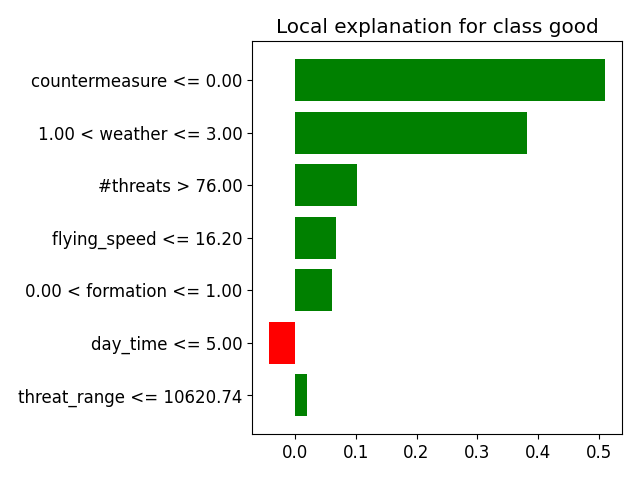 Local explanation for class good
countermeasure <= 0.00
1.00 < weather <= 3.00
#threats > 76.00
flying_speed <= 16.20
0.00 < formation <= 1.00
day_time <= 5.00
threat_range <= 10620.74
0.0 0.1 0.2 0.3 0.4 0.5